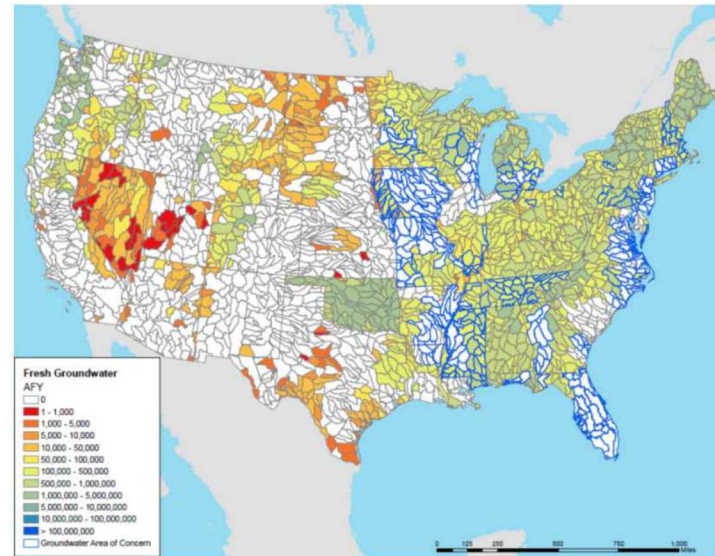 Fresh Groundwater
AFY
0
1 - 1,000
1,000 - 5,000
5,000 - 10,000
10,000 - 50,000
50,000 - 100,000
100,000 - 500,000
500,000 - 1,000,000
1,000,000 - 5,000,000
5,000,000 - 10,000,000
10,000,000 - 100,000,000
> 100,000,000
Groundwater Area of Concern
0 125 250 500 750 1,000
Miles